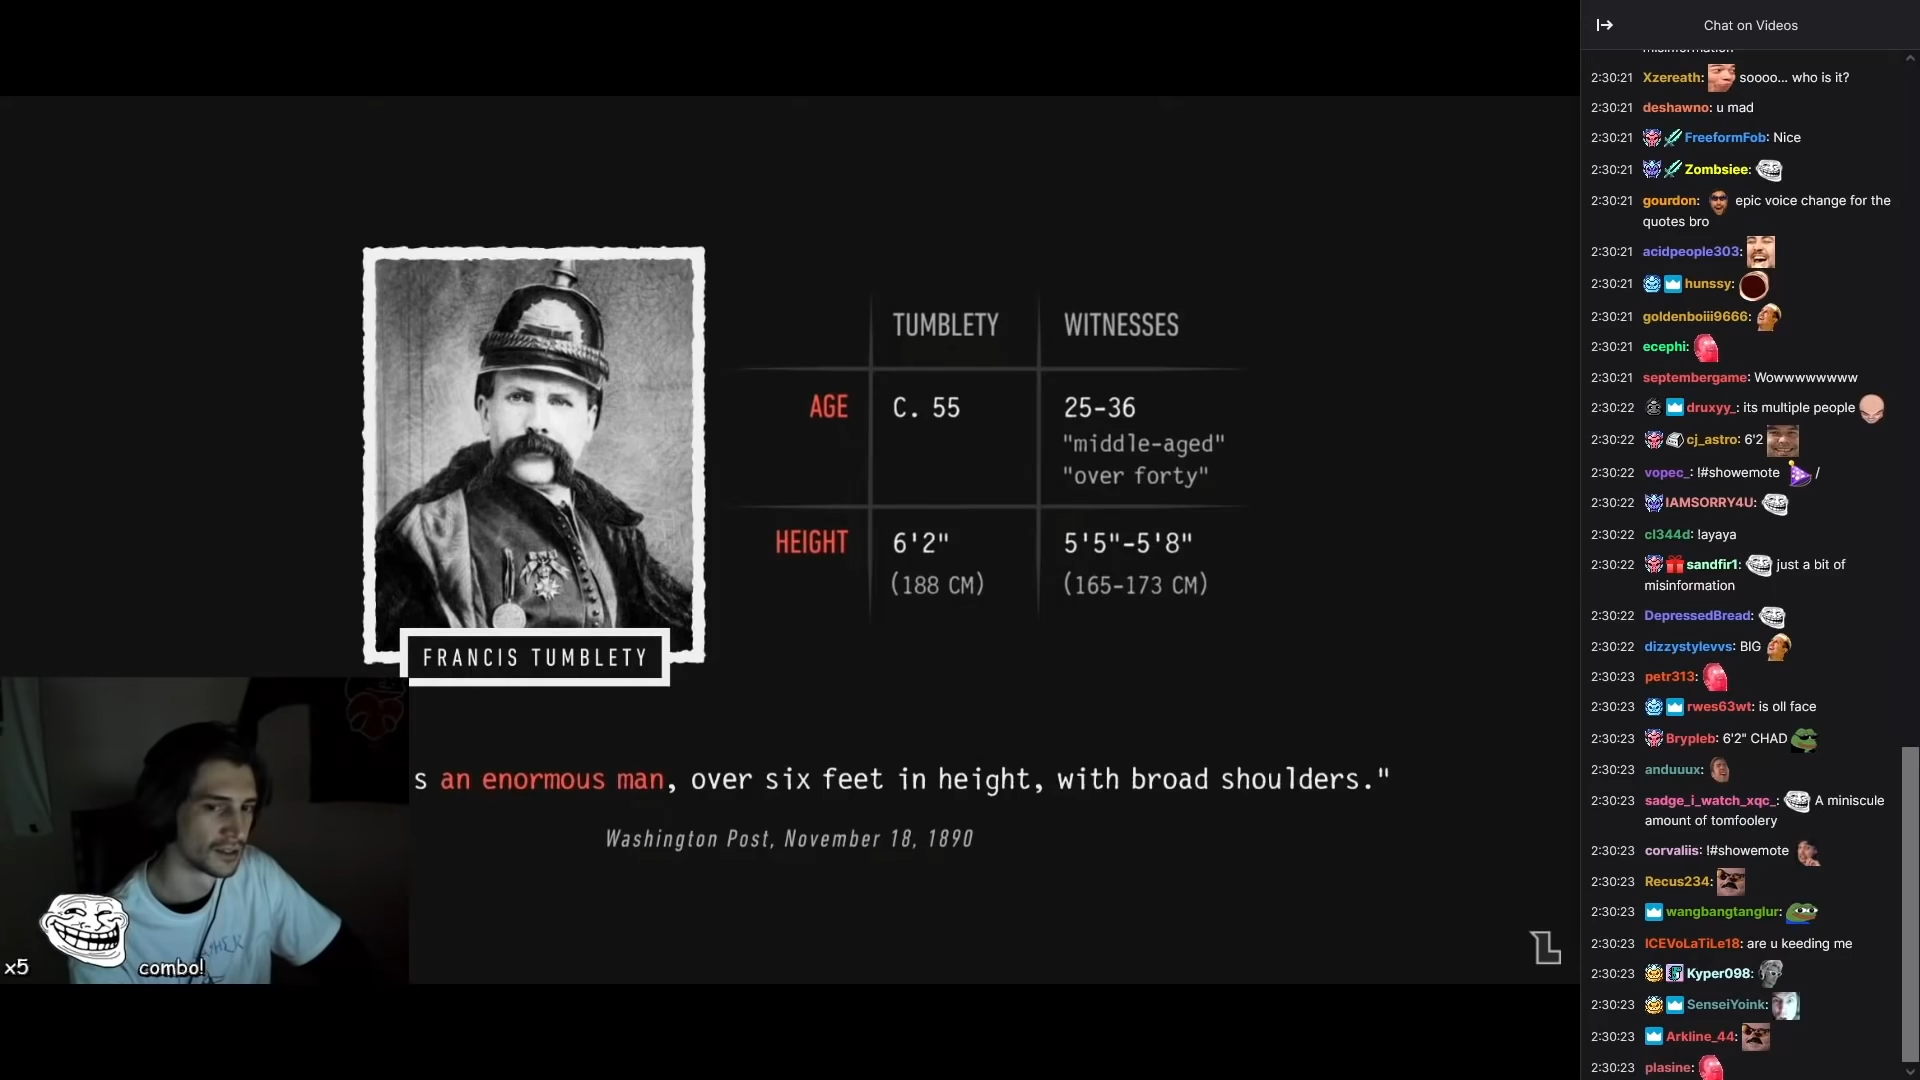 Chat on Videos
2:30:21 Xzereath: soooo... who is it?
2:30:21 deshawno: u mad
2:30:21 FreeformFob: Nice
2:30:21 Zombsiee:
2:30:21 gourdon: epic voice change for the
quotes bro
2:30:21 acidpeople303:
2:30:21 hunssy:
2:30:21 goldenboiii9666:
2:30:21 ecephi:
2:30:21 septembergame: Wowwwwwwww
2:30:22 druxyy_: its multiple people
2:30:22 cj_astro: 6'2
2:30:22 vopec_: !#showemote /
2:30:22 IAMSORRY4U:
2:30:22 cl344d: !ayaya
2:30:22 sandfir1: just a bit of
misinformation
2:30:22 DepressedBread:
2:30:22 dizzystylevvs: BIG
2:30:23 petr313:
2:30:23 rwes63wt: is oll face
2:30:23 Brypleb: 6'2" CHAD
2:30:23 anduuux:
2:30:23 sadge_i_watch_xqc_: A miniscule
amount of tomfoolery
2:30:23 corvaliis: !#showemote
2:30:23 Recus234:
2:30:23 wangbangtanglur:
2:30:23 ICEVoLaTiLe18: are u keeding me
2:30:23 Kyper098:
2:30:23 SenseiYoink:
2:30:23 Arkline_44:
2:30:23 plasine:
TUMBLETY WITNESSES
AGE C. 55 25-36
"middle-aged"
"over forty"
HEIGHT 6'2" 5'5"-5'8"
(188 CM) (165-173 CM)
FRANCIS TUMBLETY
s an enormous man, over six feet in height, with broad shoulders."
Washington Post, November 18, 1890
x5 combo!